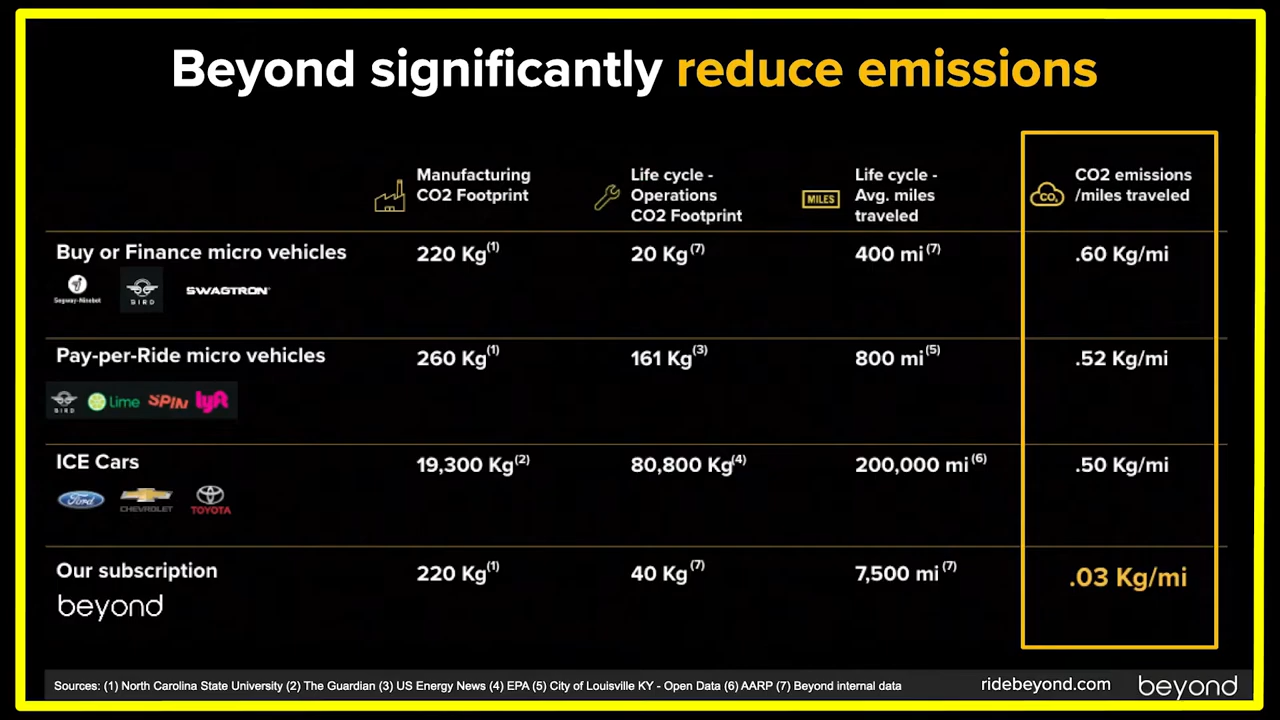 Beyond significantly reduce emissions
Manufacturing
CO2 Footprint
Life cycle -
Operations
CO2 Footprint
MILES
Life cycle -
Avg. miles
traveled
CO₂
CO2 emissions
/miles traveled
Buy or Finance micro vehicles
220 Kg(1)
20 Kg(7)
400 mi(7)
.60 Kg/mi
Segway-Ninebot
BIRD
SWAGTRON
Pay-per-Ride micro vehicles
260 Kg(1)
161 Kg(3)
800 mi(5)
.52 Kg/mi
BIRD
Lime
SPIN
lyft
ICE Cars
19,300 Kg(2)
80,800 Kg(4)
200,000 mi(6)
.50 Kg/mi
Ford
CHEVROLET
TOYOTA
Our subscription
220 Kg(1)
40 Kg(7)
7,500 mi(7)
.03 Kg/mi
beyond
Sources: (1) North Carolina State University (2) The Guardian (3) US Energy News (4) EPA (5) City of Louisville KY - Open Data (6) AARP (7) Beyond internal data
ridebeyond.com
beyond